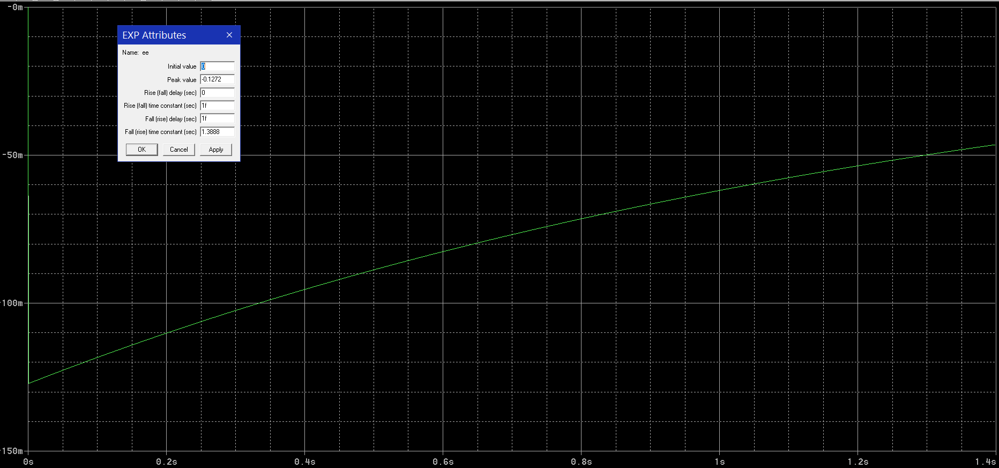 -0m
EXP Attributes
Name: ee
Initial value 0
Peak value -0.1272
Rise (fall) delay (sec) 0
Rise (fall) time constant (sec) 1f
Fall (rise) delay (sec) 1f
Fall (rise) time constant (sec) 1.3888
OK Cancel Apply
-50m
-100m
-150m
0s 0.2s 0.4s 0.6s 0.8s 1s 1.2s 1.4s